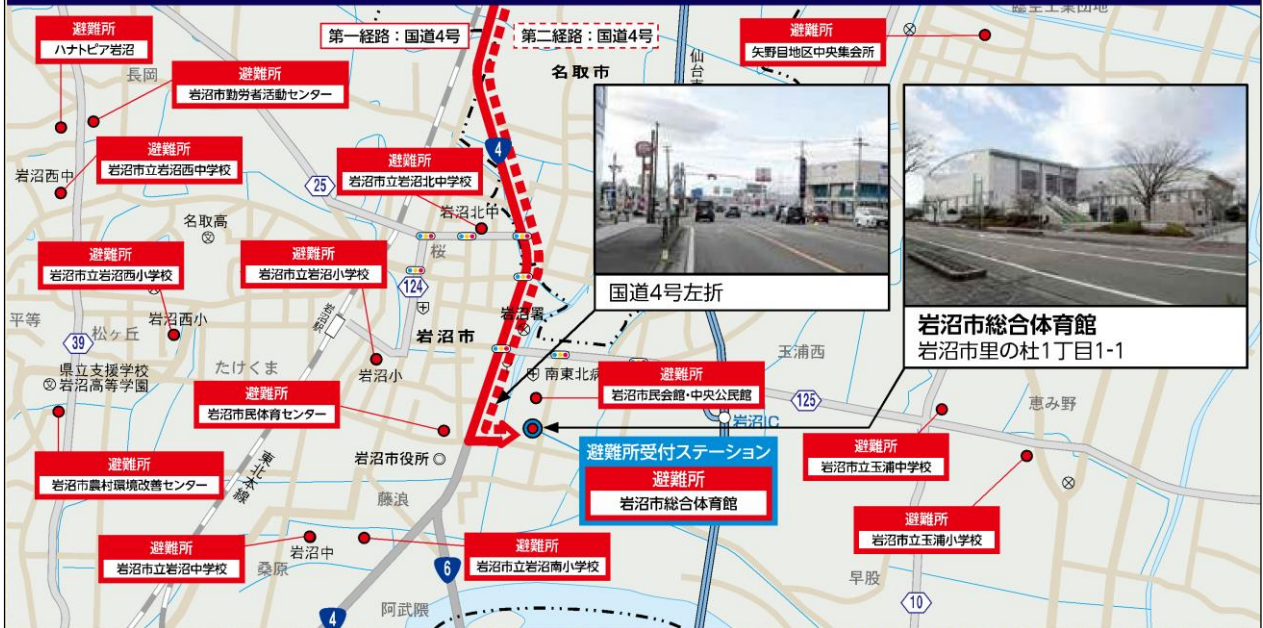 臨空工業団地
避難所
ハナトピア岩沼
第一経路：国道4号
第二経路：国道4号
避難所
矢野目地区中央集会所
長岡
名取市
避難所
岩沼市勤労者活動センター
4
避難所
岩沼市立岩沼西中学校
岩沼西中
避難所
岩沼市立岩沼北中学校
25
岩沼北中
名取高
桜
避難所
岩沼市立岩沼西小学校
避難所
岩沼市立岩沼小学校
124
国道4号左折
岩沼市総合体育館
岩沼市里の杜1丁目1-1
平等
松ヶ丘
岩沼西小
岩沼駅
岩沼署
岩沼市
39
玉浦西
県立支援学校
岩沼高等学園
たけくま
岩沼小
南東北病
避難所
岩沼市民会館・中央公民館
避難所
岩沼市民体育センター
125
恵み野
岩沼IC
避難所
岩沼市立玉浦中学校
避難所受付ステーション
避難所
岩沼市総合体育館
岩沼市役所
避難所
岩沼市農村環境改善センター
東北本線
藤浪
避難所
岩沼市立玉浦小学校
避難所
岩沼市立岩沼中学校
岩沼中
桑原
避難所
岩沼市立岩沼南小学校
6
早股
10
阿武隈
4